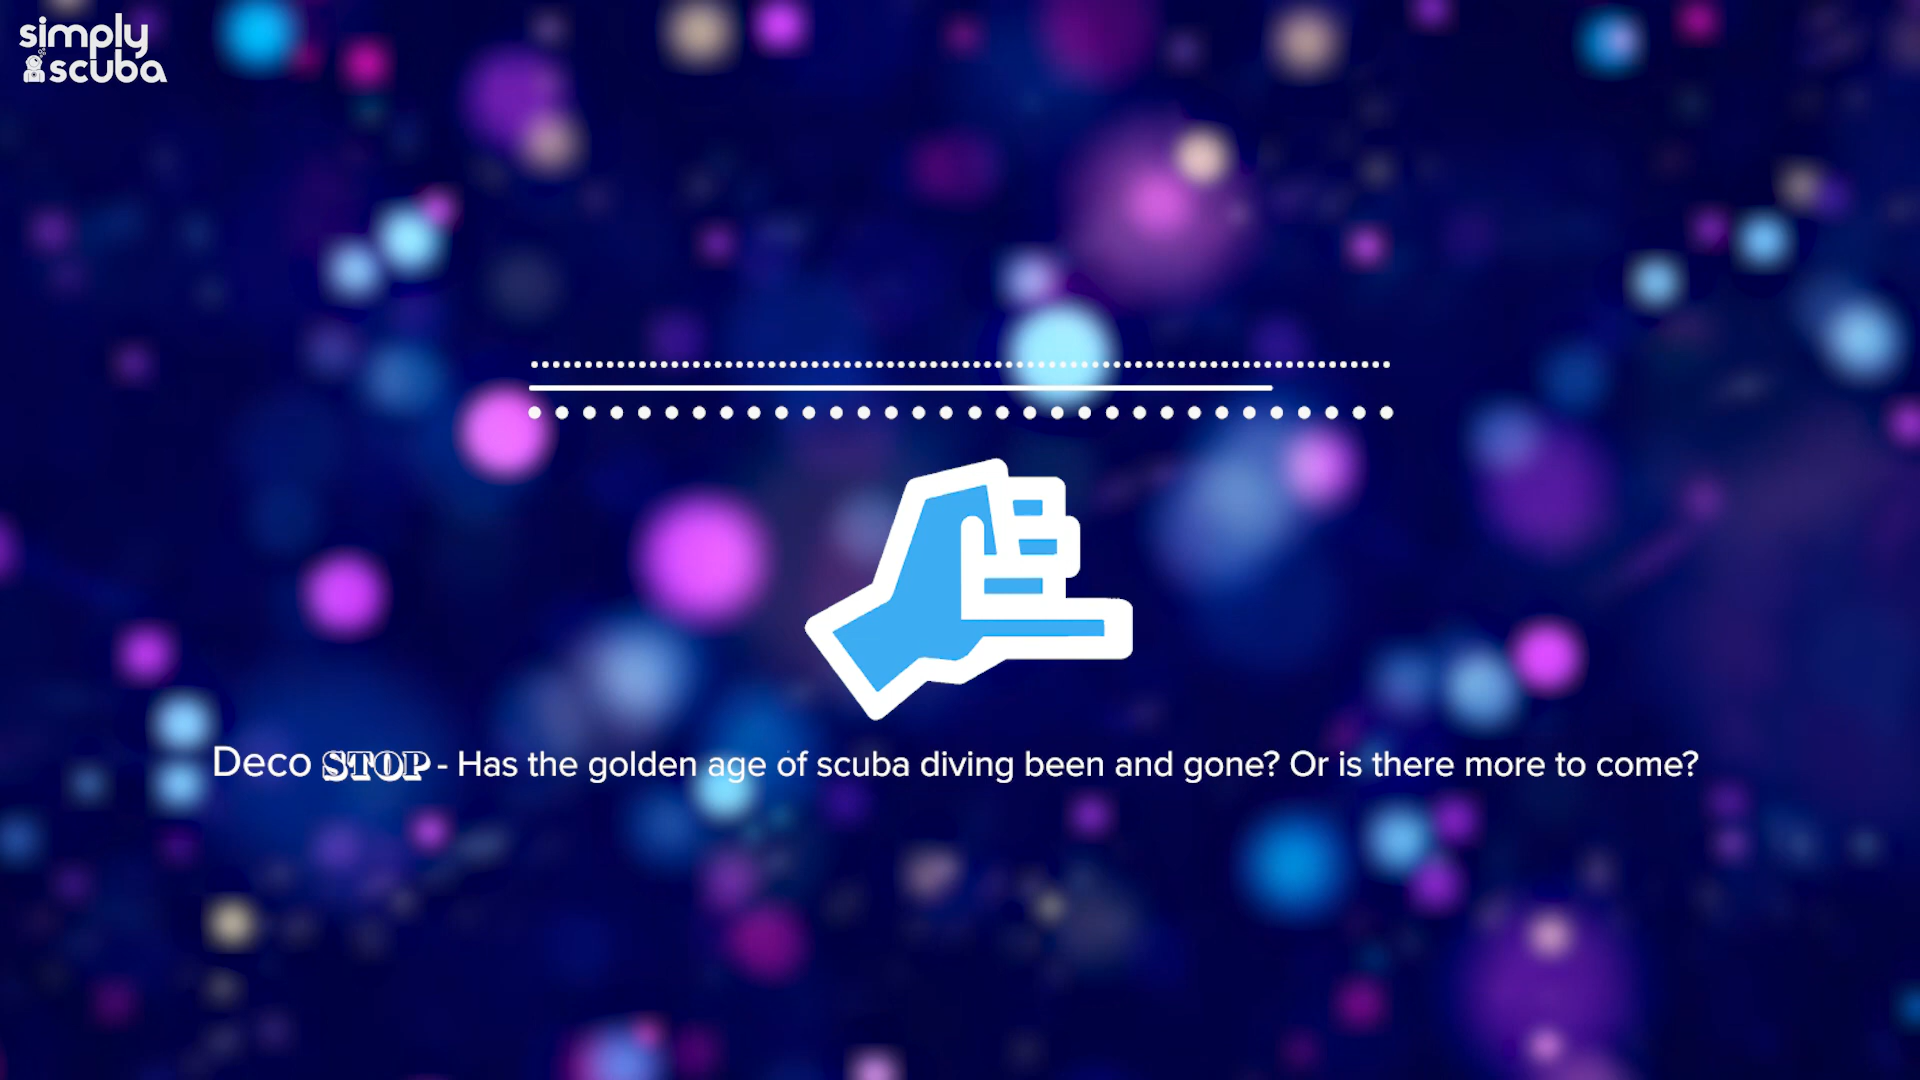 simply
scuba
Deco STOP - Has the golden age of scuba diving been and gone? Or is there more to come?